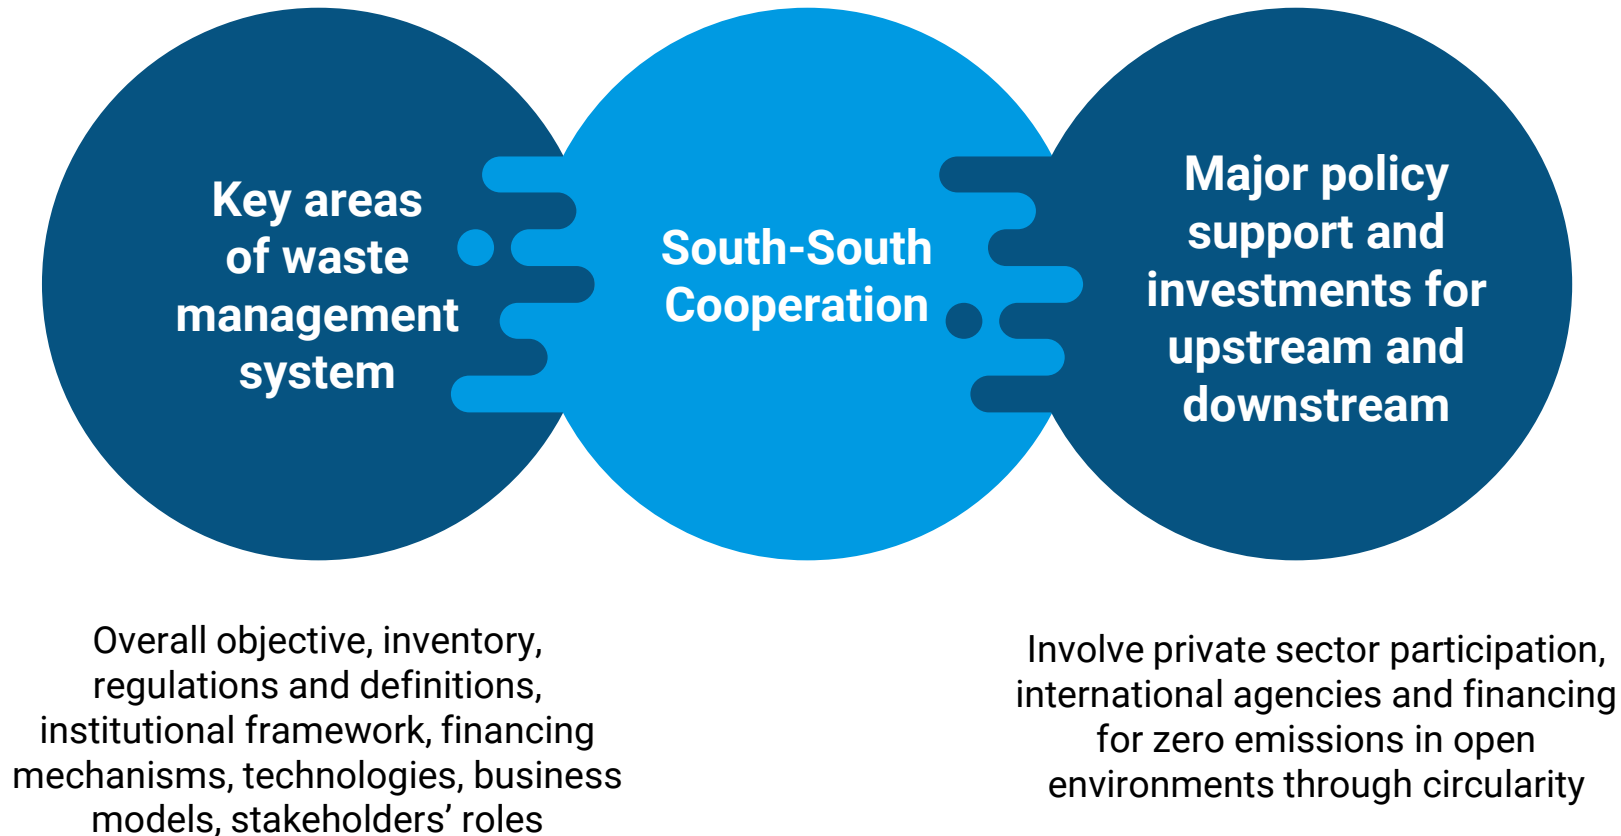 Key areas
of waste
management
system
South-South
Cooperation
Major policy
support and
investments for
upstream and
downstream
Overall objective, inventory,
regulations and definitions,
institutional framework, financing
mechanisms, technologies, business
models, stakeholders’ roles
Involve private sector participation,
international agencies and financing
for zero emissions in open
environments through circularity